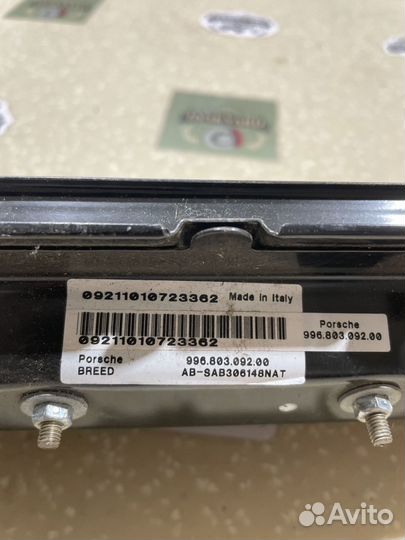 09211010723362 Made in Italy
09211010723362
Porsche 996.803.092.00
BREED AB-SAB306148NAT
Porsche
996.803.092.00
Avito